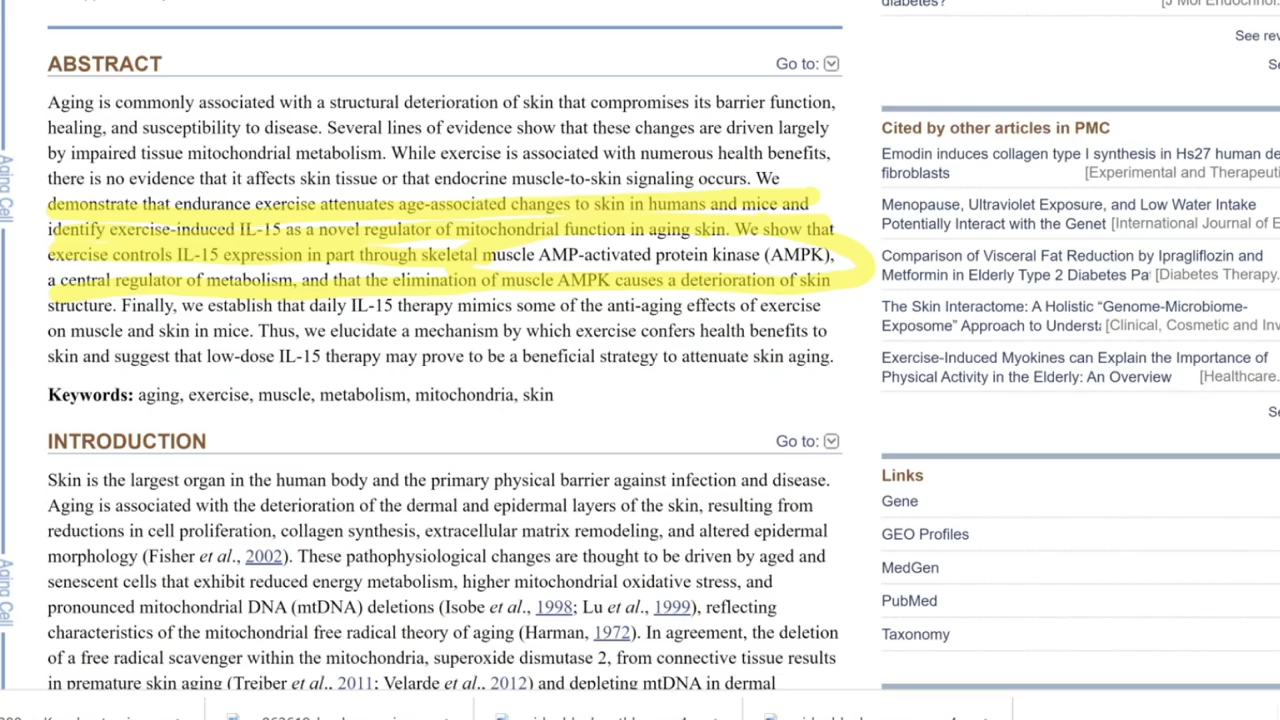 diabetes?
[J Mol Endocrinol.
See rev
ABSTRACT
Go to:
Aging is commonly associated with a structural deterioration of skin that compromises its barrier function,
healing, and susceptibility to disease. Several lines of evidence show that these changes are driven largely
by impaired tissue mitochondrial metabolism. While exercise is associated with numerous health benefits,
there is no evidence that it affects skin tissue or that endocrine muscle-to-skin signaling occurs. We
demonstrate that endurance exercise attenuates age-associated changes to skin in humans and mice and
identify exercise-induced IL-15 as a novel regulator of mitochondrial function in aging skin. We show that
exercise controls IL-15 expression in part through skeletal muscle AMP-activated protein kinase (AMPK),
a central regulator of metabolism, and that the elimination of muscle AMPK causes a deterioration of skin
structure. Finally, we establish that daily IL-15 therapy mimics some of the anti-aging effects of exercise
on muscle and skin in mice. Thus, we elucidate a mechanism by which exercise confers health benefits to
skin and suggest that low-dose IL-15 therapy may prove to be a beneficial strategy to attenuate skin aging.
Keywords: aging, exercise, muscle, metabolism, mitochondria, skin
INTRODUCTION
Go to:
Skin is the largest organ in the human body and the primary physical barrier against infection and disease.
Aging is associated with the deterioration of the dermal and epidermal layers of the skin, resulting from
reductions in cell proliferation, collagen synthesis, extracellular matrix remodeling, and altered epidermal
morphology (Fisher et al., 2002). These pathophysiological changes are thought to be driven by aged and
senescent cells that exhibit reduced energy metabolism, higher mitochondrial oxidative stress, and
pronounced mitochondrial DNA (mtDNA) deletions (Isobe et al., 1998; Lu et al., 1999), reflecting
characteristics of the mitochondrial free radical theory of aging (Harman, 1972). In agreement, the deletion
of a free radical scavenger within the mitochondria, superoxide dismutase 2, from connective tissue results
in premature skin aging (Treiber et al., 2011; Velarde et al., 2012) and depleting mtDNA in dermal
Se
Cited by other articles in PMC
Emodin induces collagen type I synthesis in Hs27 human de
fibroblasts [Experimental and Therapeuti
Menopause, Ultraviolet Exposure, and Low Water Intake
Potentially Interact with the Genet [International Journal of E
Comparison of Visceral Fat Reduction by Ipragliflozin and
Metformin in Elderly Type 2 Diabetes Pa [Diabetes Therapy.
The Skin Interactome: A Holistic “Genome-Microbiome-
Exposome” Approach to Underst [Clinical, Cosmetic and Inv
Exercise-Induced Myokines can Explain the Importance of
Physical Activity in the Elderly: An Overview [Healthcare.
Se
Links
Gene
GEO Profiles
MedGen
PubMed
Taxonomy
Aging Cell
Aging Cell